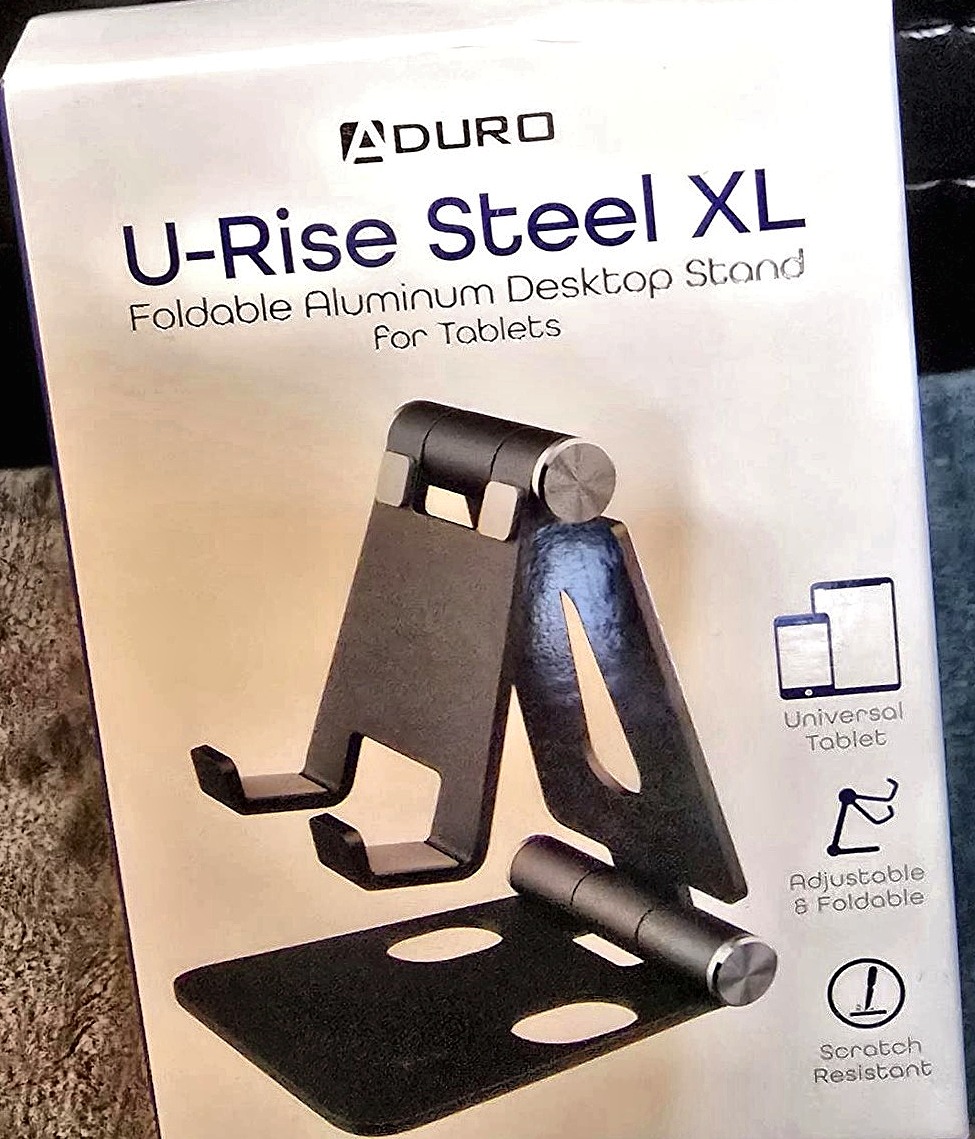 ADURO
U-Rise Steel XL
Foldable Aluminum Desktop Stand
for Tablets
Universal
Tablet
Adjustable
& Foldable
Scratch
Resistant